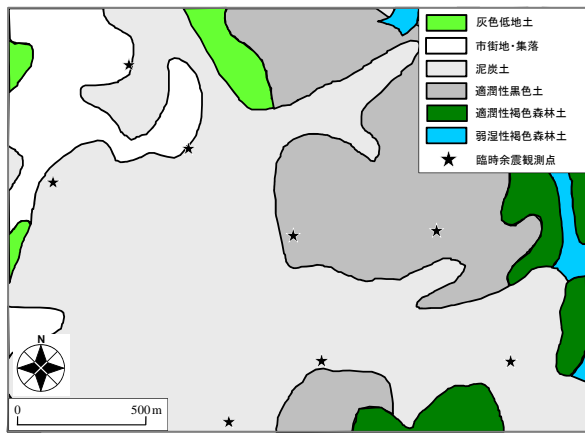 灰色低地土
市街地・集落
泥炭土
適潤性黒色土
適潤性褐色森林土
弱湿性褐色森林土
臨時余震観測点
N
0 500m